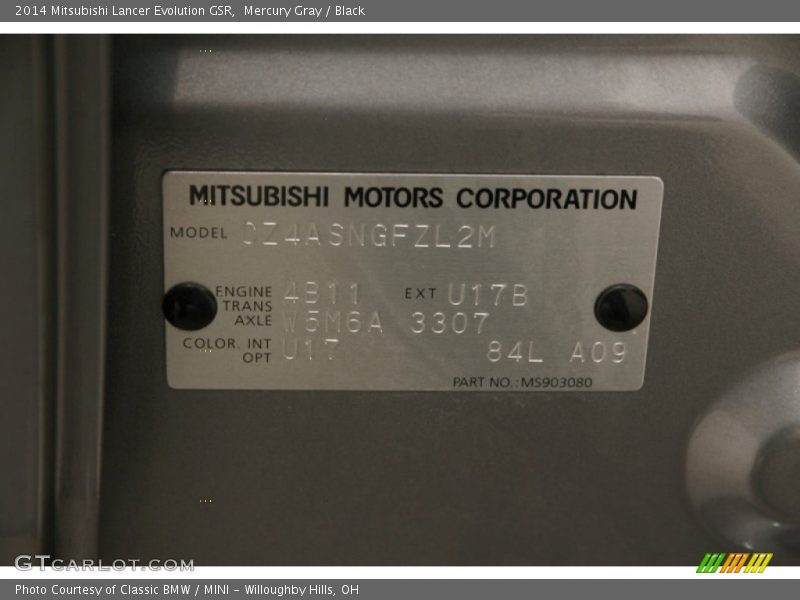 2014 Mitsubishi Lancer Evolution GSR, Mercury Gray / Black
MITSUBISHI MOTORS CORPORATION
MODEL CZ4ASNGFZL2M
ENGINE 4B11 EXT U17B
TRANS
AXLE W5M6A 3307
COLOR. INT U17 84L A09
OPT
PART NO.: MS903080
GTCARLOT.COM
Photo Courtesy of Classic BMW / MINI - Willoughby Hills, OH